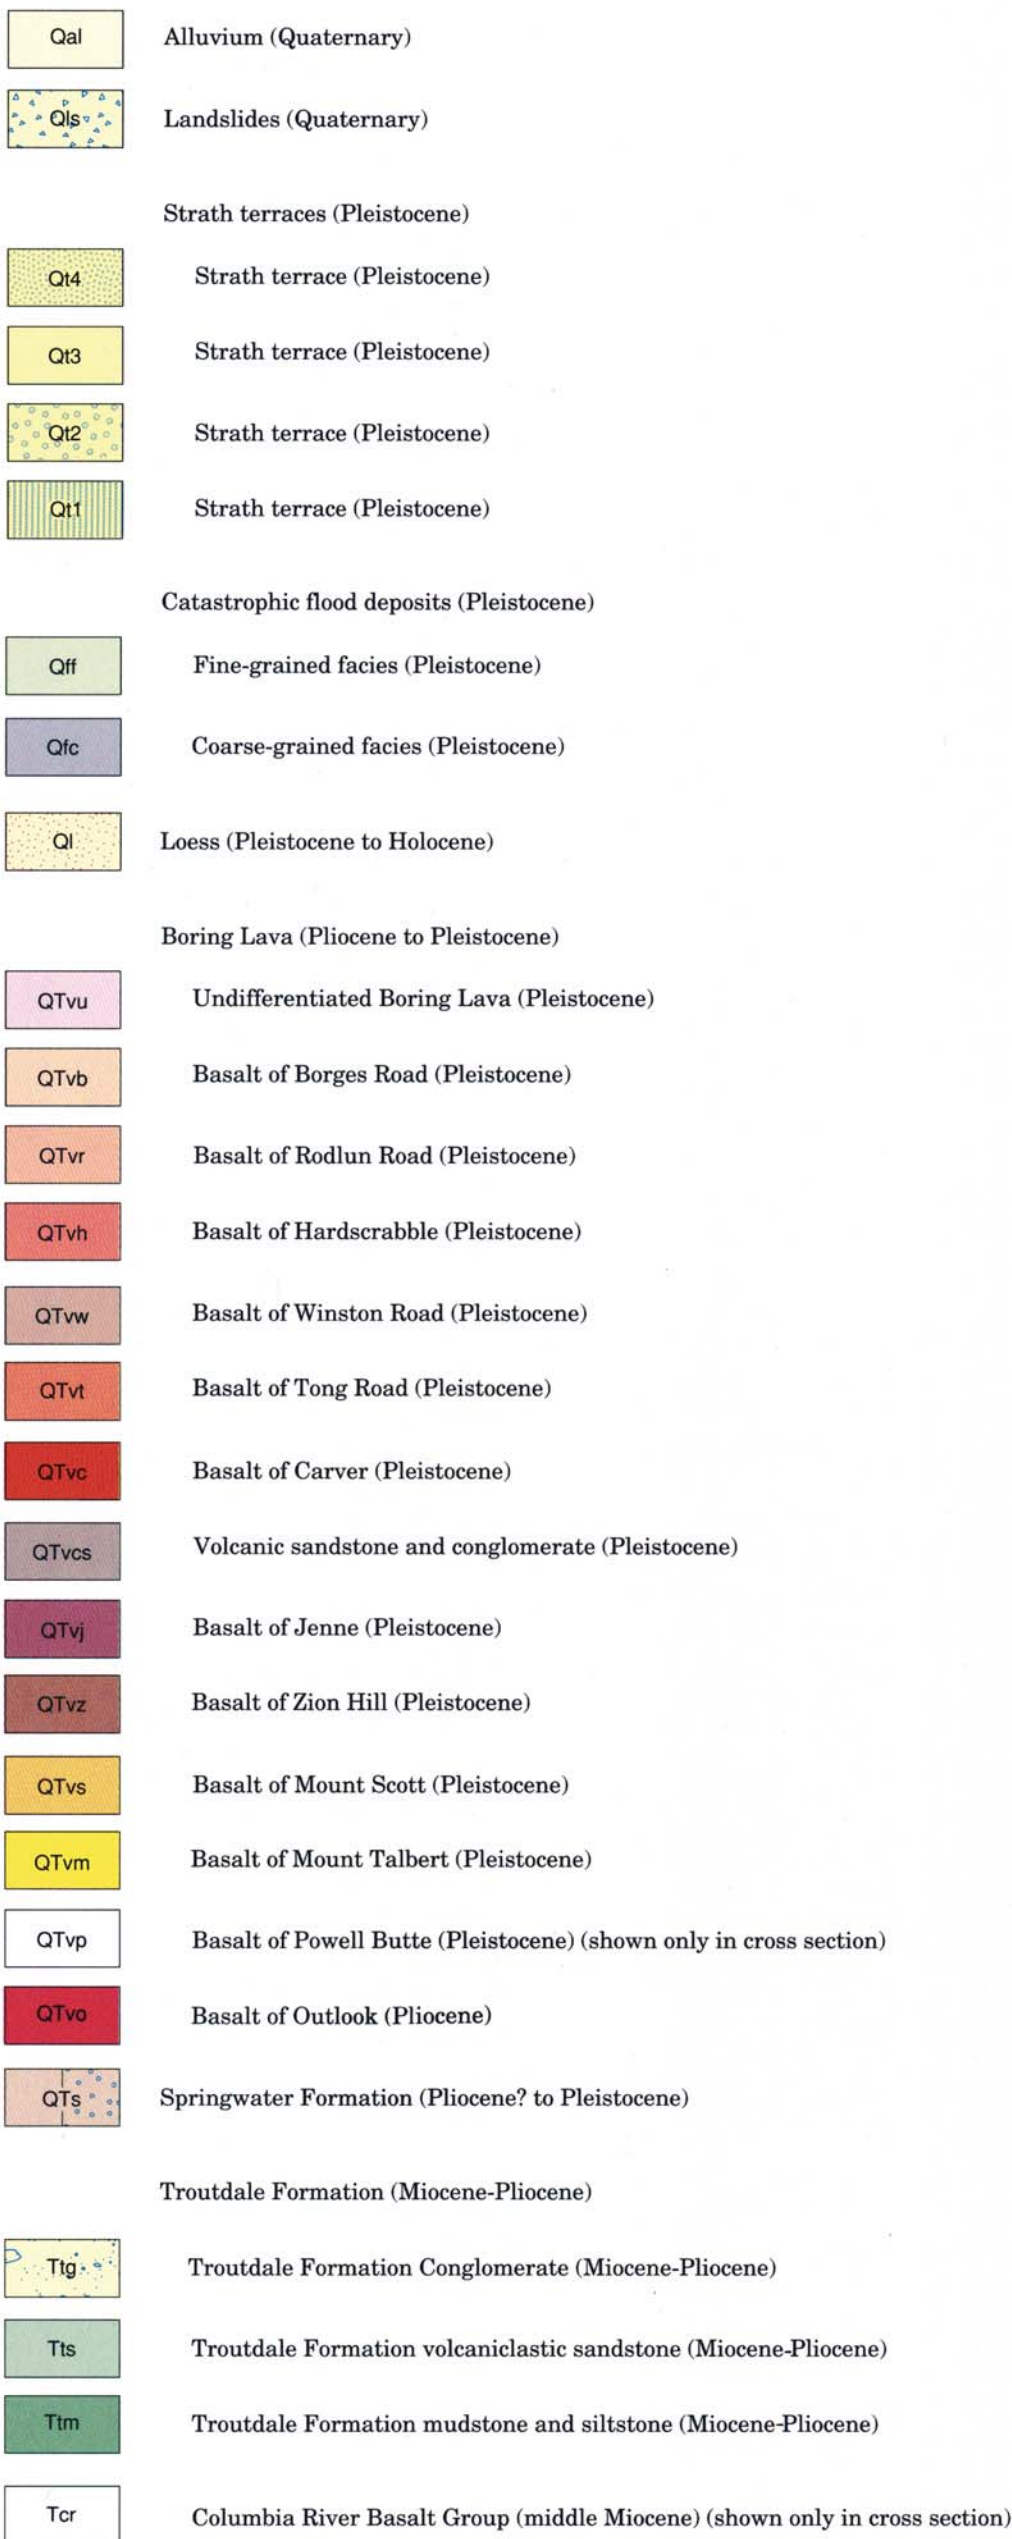 Qal Alluvium (Quaternary)
Qls Landslides (Quaternary)
Strath terraces (Pleistocene)
Qt4 Strath terrace (Pleistocene)
Qt3 Strath terrace (Pleistocene)
Qt2 Strath terrace (Pleistocene)
Qt1 Strath terrace (Pleistocene)
Catastrophic flood deposits (Pleistocene)
Qff Fine-grained facies (Pleistocene)
Qfc Coarse-grained facies (Pleistocene)
Ql Loess (Pleistocene to Holocene)
Boring Lava (Pliocene to Pleistocene)
QTvu Undifferentiated Boring Lava (Pleistocene)
QTvb Basalt of Borges Road (Pleistocene)
QTvr Basalt of Rodlun Road (Pleistocene)
QTvh Basalt of Hardscrabble (Pleistocene)
QTvw Basalt of Winston Road (Pleistocene)
QTvt Basalt of Tong Road (Pleistocene)
QTvc Basalt of Carver (Pleistocene)
QTvcs Volcanic sandstone and conglomerate (Pleistocene)
QTvj Basalt of Jenne (Pleistocene)
QTvz Basalt of Zion Hill (Pleistocene)
QTvs Basalt of Mount Scott (Pleistocene)
QTvm Basalt of Mount Talbert (Pleistocene)
QTvp Basalt of Powell Butte (Pleistocene) (shown only in cross section)
QTvo Basalt of Outlook (Pliocene)
QTs Springwater Formation (Pliocene? to Pleistocene)
Troutdale Formation (Miocene-Pliocene)
Ttg Troutdale Formation Conglomerate (Miocene-Pliocene)
Tts Troutdale Formation volcaniclastic sandstone (Miocene-Pliocene)
Ttm Troutdale Formation mudstone and siltstone (Miocene-Pliocene)
Tcr Columbia River Basalt Group (middle Miocene) (shown only in cross section)